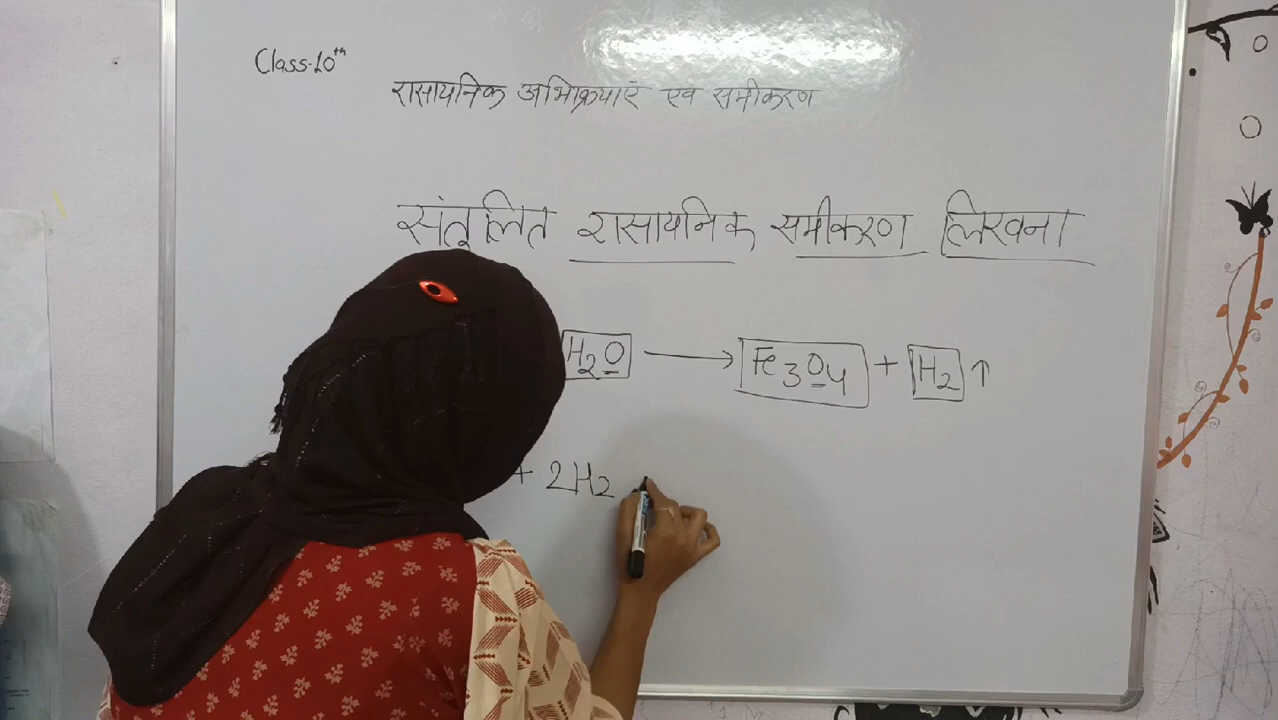 Class-10th
रासायनिक अभिक्रियाएं एवं समीकरण
संतुलित रासायनिक समीकरण लिखना
H2O → Fe3O4 + H2 ↑
+ 2H2